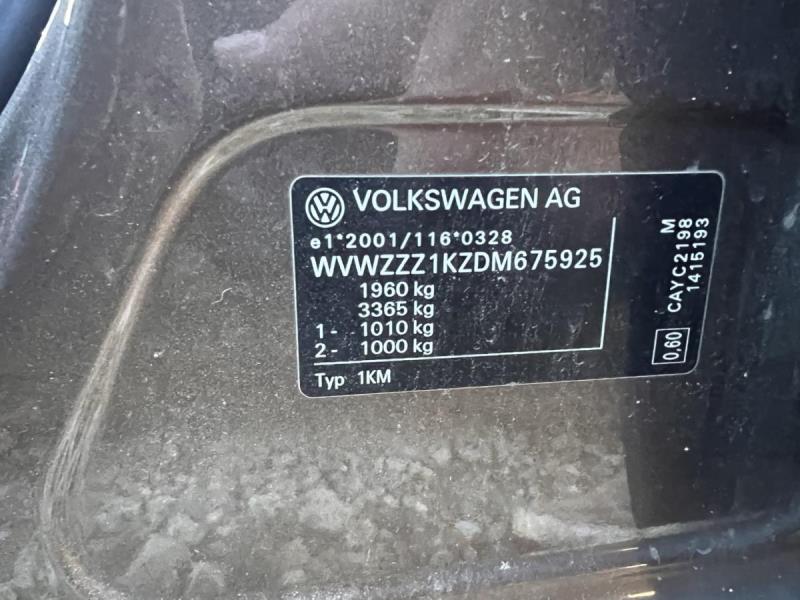 VOLKSWAGEN AG
e1*2001/116*0328
WVWZZZ1KZDM675925
1960 kg
3365 kg
1- 1010 kg
2- 1000 kg
Typ 1KM
M
CAYC2198
1415193
0,60